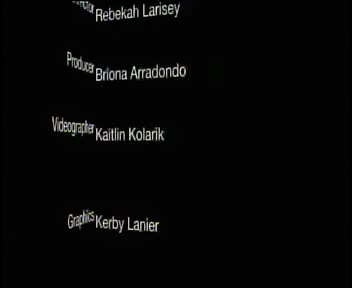 Rebekah Larisey
Producer Briona Arradondo
Videographer Kaitlin Kolarik
Graphics Kerby Lanier